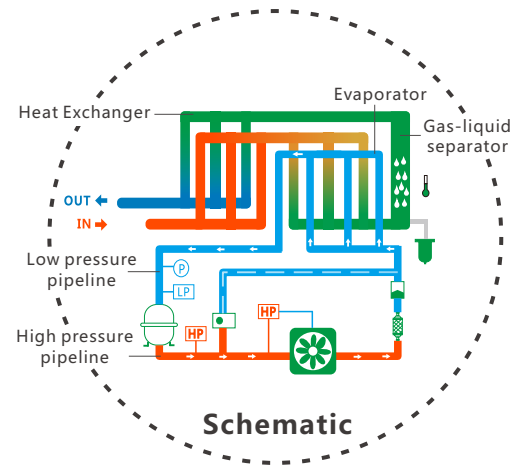 Evaporator
Heat Exchanger
Gas-liquid
separator
OUT
IN
Low pressure
pipeline
P
LP
High pressure
pipeline
HP
HP
Schematic